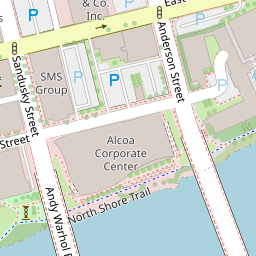 & Co.
Inc.
East
P
P
P
P
SMS
Group
Sandusky Street
Anderson Street
Street
Alcoa
Corporate
Center
North Shore Trail
Andy Warhol